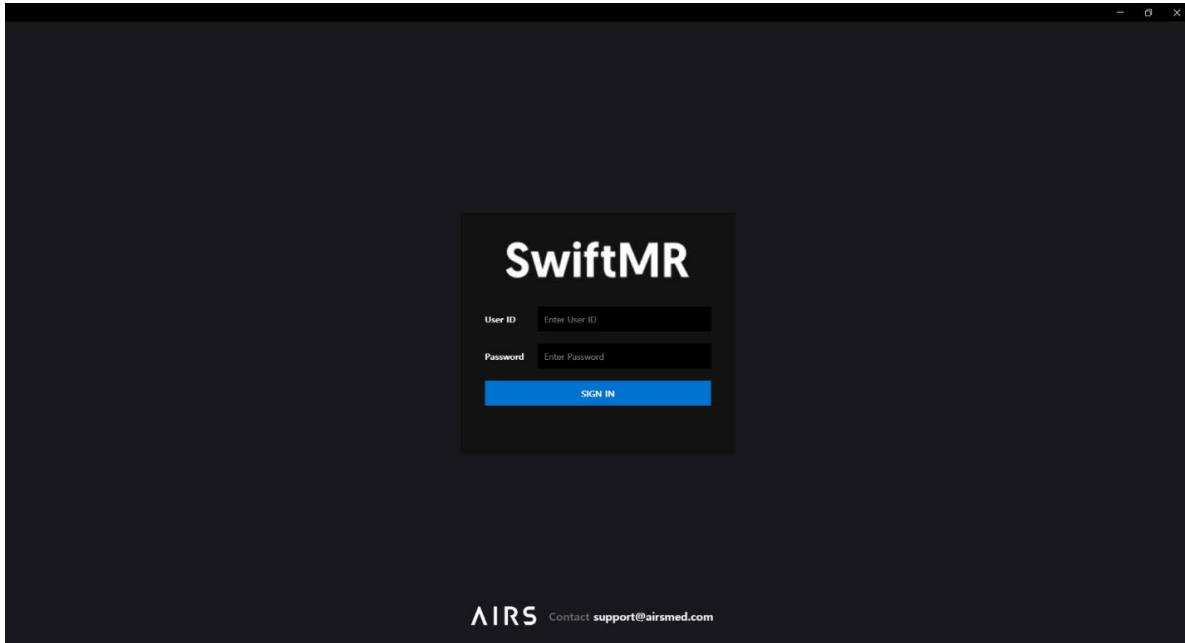 SwiftMR
User ID Enter User ID
Password Enter Password
SIGN IN
AIRS Contact support@airsmed.com